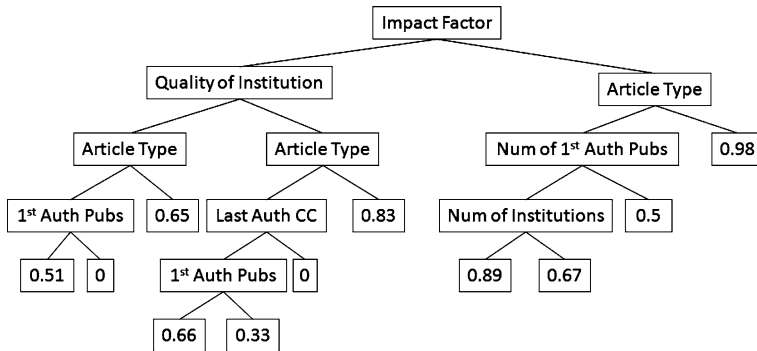 Impact Factor
Quality of Institution
Article Type
Article Type
Article Type
Num of 1st Auth Pubs
0.98
1st Auth Pubs
0.65
Last Auth CC
0.83
Num of Institutions
0.5
0.51
0
1st Auth Pubs
0
0.89
0.67
0.66
0.33